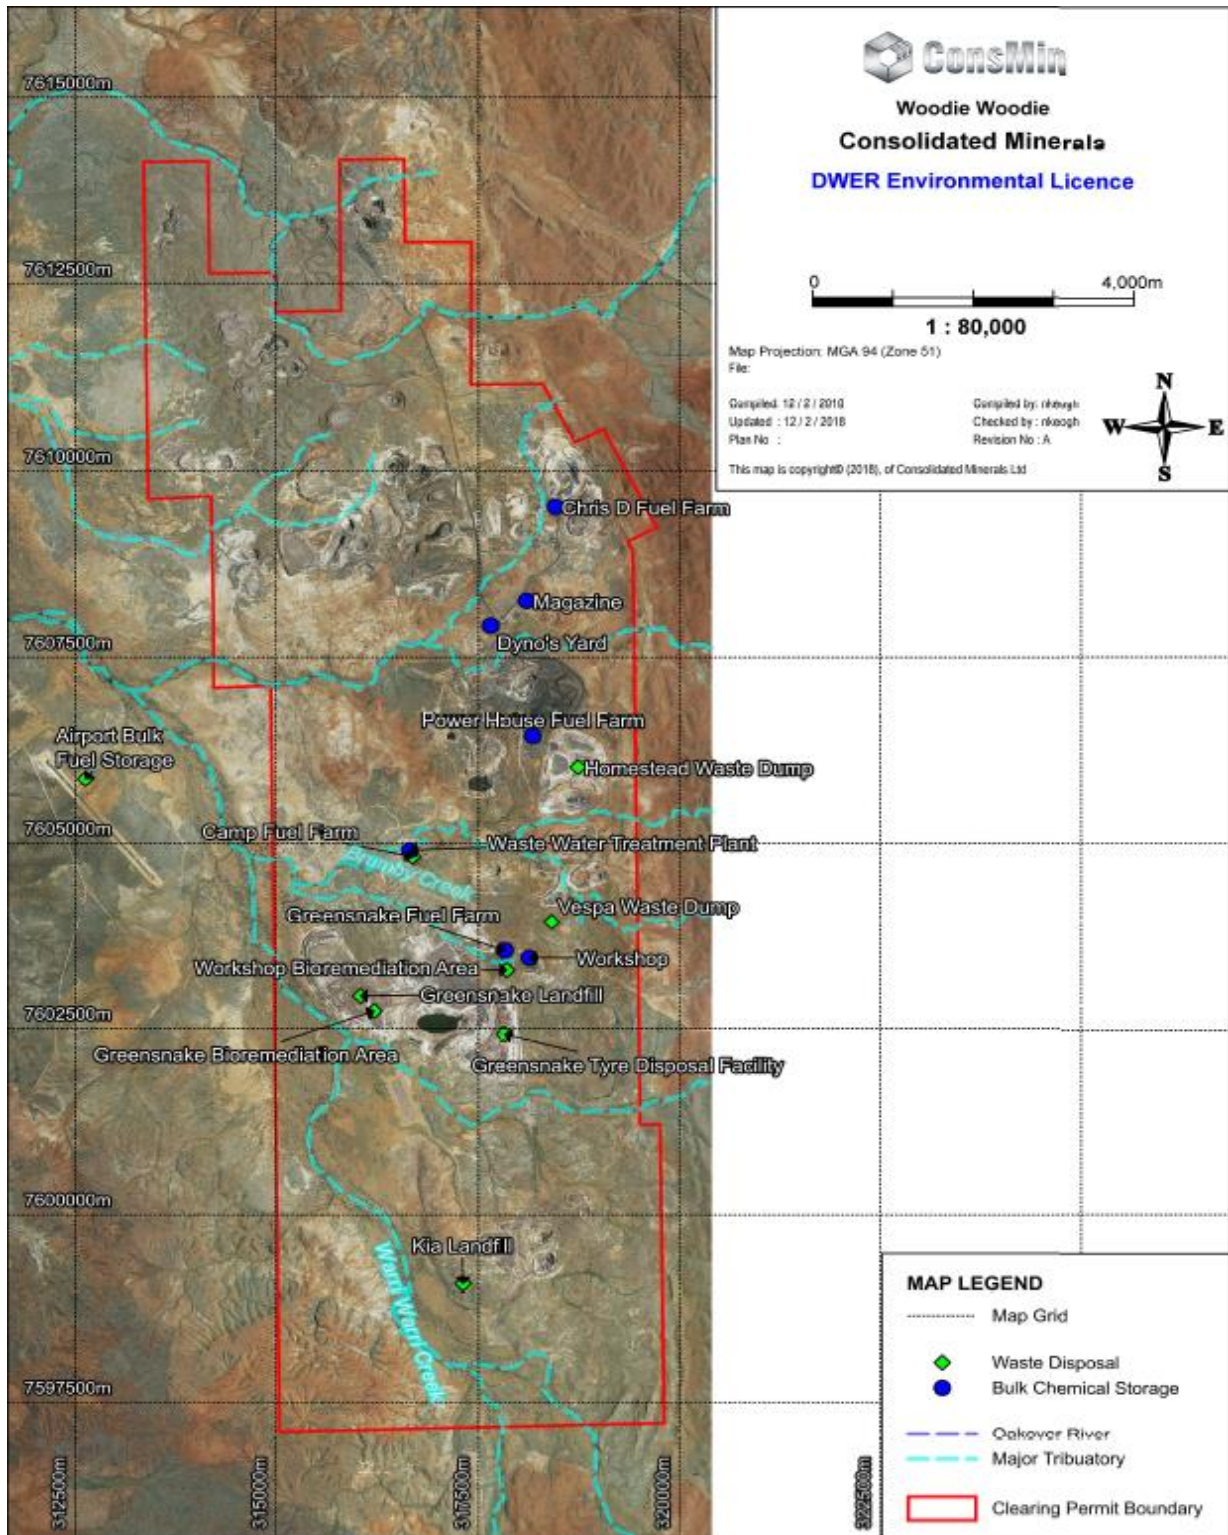 ConsMin
Woodie Woodie
Consolidated Minerals
DWER Environmental Licence
0 4,000m
1 : 80,000
Map Projection: MGA 94 (Zone 51)
File:
Compiled: 12 / 2 / 2018 Compiled by: nkeogh
Updated : 12 / 2 / 2018 Checked by : nkeogh
Plan No : Revision No : A
This map is copyright© (2018), of Consolidated Minerals Ltd
N
W E
S
7615000m
7612500m
7610000m
Chris D Fuel Farm
Magazine
Dyno's Yard
7607500m
Power House Fuel Farm
Airport Bulk
Fuel Storage
Homestead Waste Dump
7605000m
Camp Fuel Farm
Waste Water Treatment Plant
Brumby Creek
Vespa Waste Dump
Greensnake Fuel Farm
Workshop
Workshop Bioremediation Area
Greensnake Landfill
7602500m
Greensnake Bioremediation Area
Greensnake Tyre Disposal Facility
7600000m
Kia Landfill
Warri Warri Creek
7597500m
312500m
315000m
317500m
320000m
322500m
MAP LEGEND
Map Grid
Waste Disposal
Bulk Chemical Storage
Oakover River
Major Tributatory
Clearing Permit Boundary